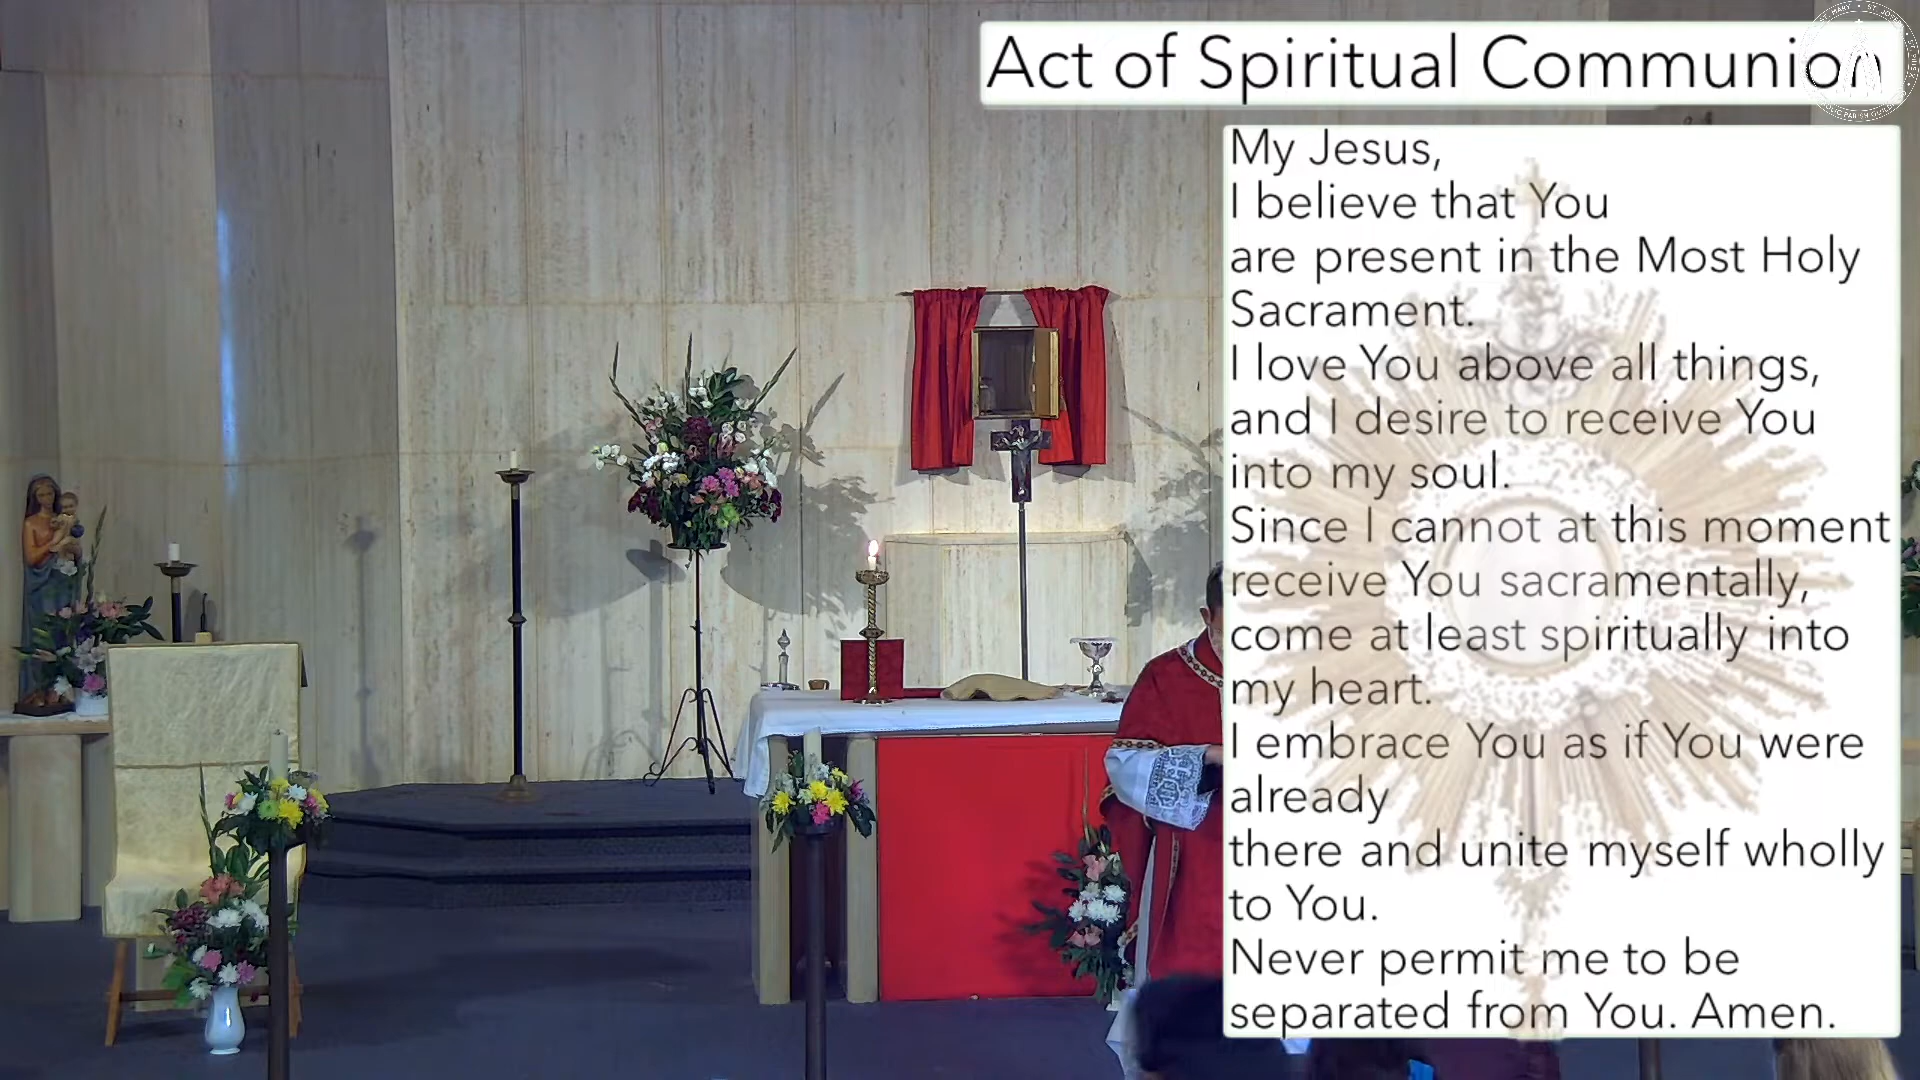 Act of Spiritual Communion
My Jesus,
I believe that You
are present in the Most Holy
Sacrament.
I love You above all things,
and I desire to receive You
into my soul.
Since I cannot at this moment
receive You sacramentally,
come at least spiritually into
my heart.
I embrace You as if You were
already
there and unite myself wholly
to You.
Never permit me to be
separated from You. Amen.